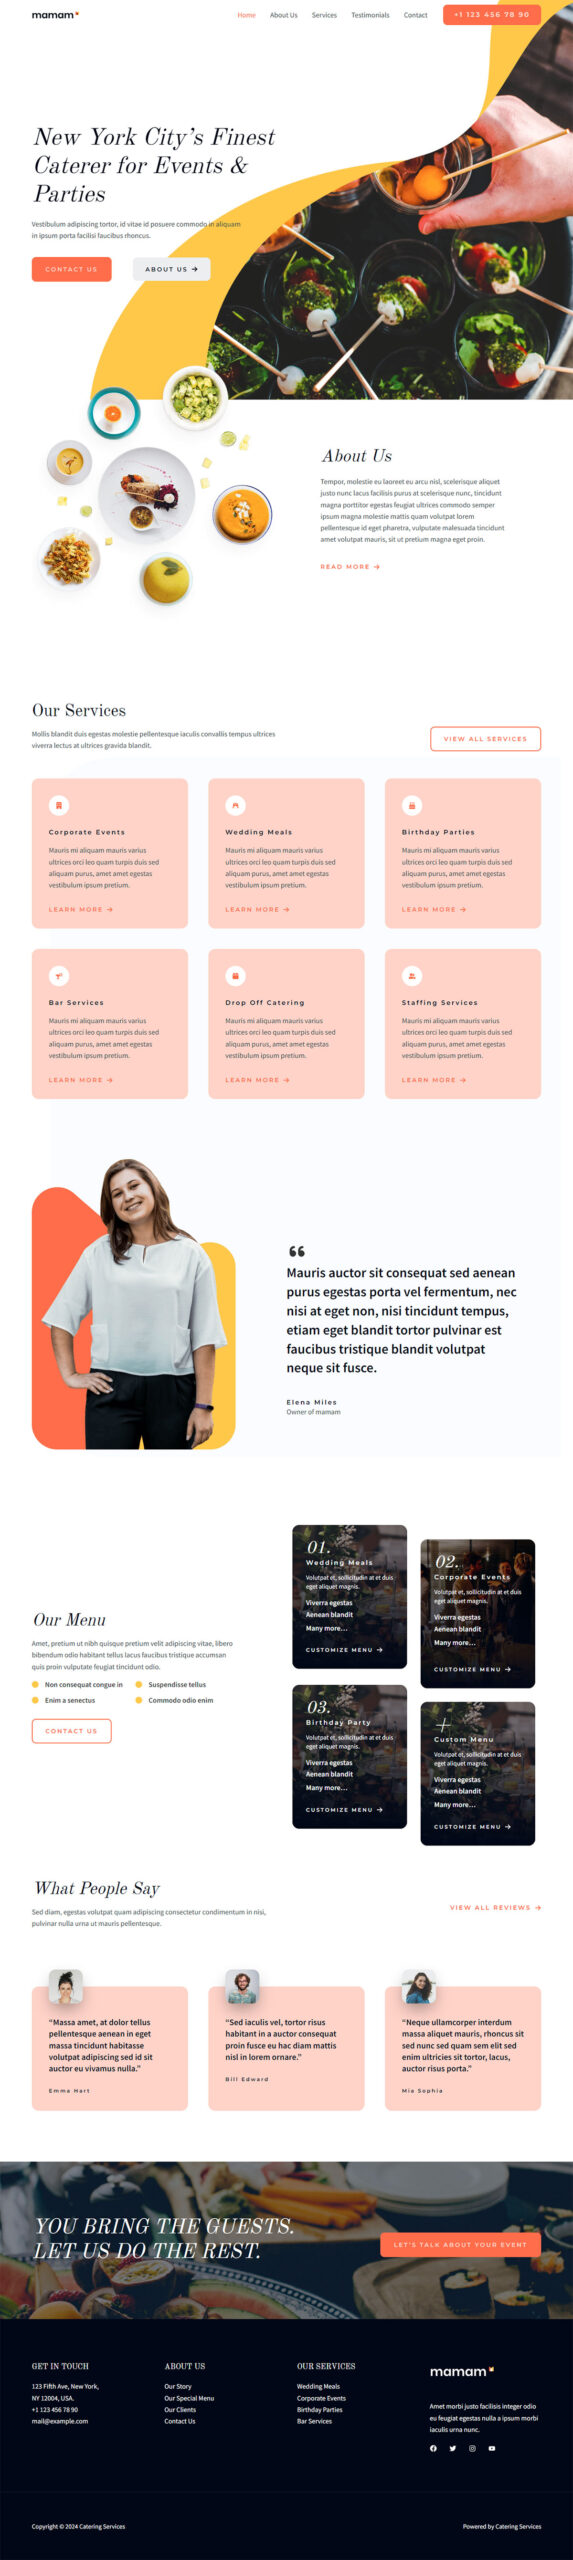 mamam
Home About Us Services Testimonials Contact +1 123 456 78 90
New York City's Finest
Caterer for Events &
Parties
Vestibulum adipiscing tortor, id vitae id posuere commodo in aliquam
in ipsum porta facilisi faucibus rhoncus.
CONTACT US
ABOUT US →
About Us
Tempor, molestie eu laoreet eu arcu nisl, scelerisque aliquet
justo nunc lacus facilisis purus at scelerisque nunc, tincidunt
magna porttitor egestas feugiat ultrices commodo semper
ipsum magna molestie mattis quam volutpat lorem
pellentesque id eget pharetra, vulputate malesuada tincidunt
amet volutpat mauris, sit ut pretium magna eget proin.
READ MORE →
Our Services
Mollis blandit duis egestas molestie pellentesque iaculis convallis tempus ultrices
viverra lectus at ultrices gravida blandit.
VIEW ALL SERVICES
Corporate Events
Mauris mi aliquam mauris varius
ultrices orci leo quam turpis duis sed
aliquam purus, amet amet egestas
vestibulum ipsum pretium.
LEARN MORE →
Wedding Meals
Mauris mi aliquam mauris varius
ultrices orci leo quam turpis duis sed
aliquam purus, amet amet egestas
vestibulum ipsum pretium.
LEARN MORE →
Birthday Parties
Mauris mi aliquam mauris varius
ultrices orci leo quam turpis duis sed
aliquam purus, amet amet egestas
vestibulum ipsum pretium.
LEARN MORE →
Bar Services
Mauris mi aliquam mauris varius
ultrices orci leo quam turpis duis sed
aliquam purus, amet amet egestas
vestibulum ipsum pretium.
LEARN MORE →
Drop Off Catering
Mauris mi aliquam mauris varius
ultrices orci leo quam turpis duis sed
aliquam purus, amet amet egestas
vestibulum ipsum pretium.
LEARN MORE →
Staffing Services
Mauris mi aliquam mauris varius
ultrices orci leo quam turpis duis sed
aliquam purus, amet amet egestas
vestibulum ipsum pretium.
LEARN MORE →
“
Mauris auctor sit consequat sed aenean
purus egestas porta vel fermentum, nec
nisi at eget non, nisi tincidunt tempus,
etiam eget blandit tortor pulvinar est
faucibus tristique blandit volutpat
neque sit fusce.
Elena Miles
Owner of mamam
Our Menu
Amet, pretium ut nibh quisque pretium velit adipiscing vitae, libero
bibendum odio habitant tellus lacus faucibus tristique accumsan
quis proin vulputate feugiat tincidunt odio.
Non consequat congue in
Suspendisse tellus
Enim a senectus
Commodo odio enim
CONTACT US
01.
Wedding Meals
Volutpat et, sollicitudin at et duis
eget aliquet magnis.
Viverra egestas
Aenean blandit
Many more...
CUSTOMIZE MENU →
02.
Corporate Events
Volutpat et, sollicitudin at et duis
eget aliquet magnis.
Viverra egestas
Aenean blandit
Many more...
CUSTOMIZE MENU →
03.
Birthday Party
Volutpat et, sollicitudin at et duis
eget aliquet magnis.
Viverra egestas
Aenean blandit
Many more...
CUSTOMIZE MENU →
+
Custom Menu
Volutpat et, sollicitudin at et duis
eget aliquet magnis.
Viverra egestas
Aenean blandit
Many more...
CUSTOMIZE MENU →
What People Say
Sed diam, egestas volutpat quam adipiscing consectetur condimentum in nisi,
pulvinar nulla urna ut mauris pellentesque.
VIEW ALL REVIEWS →
“Massa amet, at dolor tellus
pellentesque aenean in eget
massa tincidunt habitasse
volutpat adipiscing sed id sit
auctor eu vivamus nulla.”
Emma Hart
“Sed iaculis vel, tortor risus
habitant in a auctor consequat
proin fusce eu hac diam mattis
nisl in lorem ornare.”
Bill Edward
“Neque ullamcorper interdum
massa aliquet mauris, rhoncus sit
sed nunc sed quam sem elit sed
enim ultricies sit tortor, lacus,
auctor risus porta.”
Mia Sophia
YOU BRING THE GUESTS.
LET US DO THE REST.
LET'S TALK ABOUT YOUR EVENT
GET IN TOUCH
123 Fifth Ave, New York,
NY 12004, USA.
+1 123 456 78 90
mail@example.com
ABOUT US
Our Story
Our Special Menu
Our Clients
Contact Us
OUR SERVICES
Wedding Meals
Corporate Events
Birthday Parties
Bar Services
mamam
Amet morbi justo facilisis integer odio
eu feugiat egestas nulla a ipsum morbi
iaculis urna nunc.
Copyright © 2024 Catering Services
Powered by Catering Services